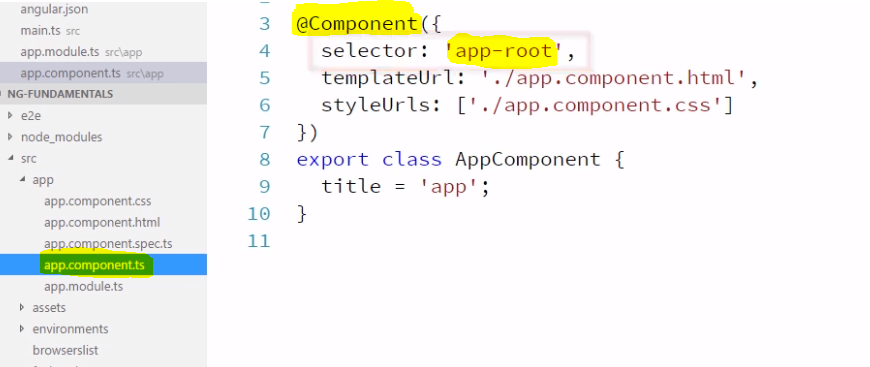 angular.json
main.ts src
app.module.ts src\app
app.component.ts src\app
NG-FUNDAMENTALS
e2e
node_modules
src
app
app.component.css
app.component.html
app.component.spec.ts
app.component.ts
app.module.ts
assets
environments
browserslist
3 @Component({
4 selector: 'app-root',
5 templateUrl: './app.component.html',
6 styleUrls: ['./app.component.css']
7 })
8 export class AppComponent {
9 title = 'app';
10 }
11